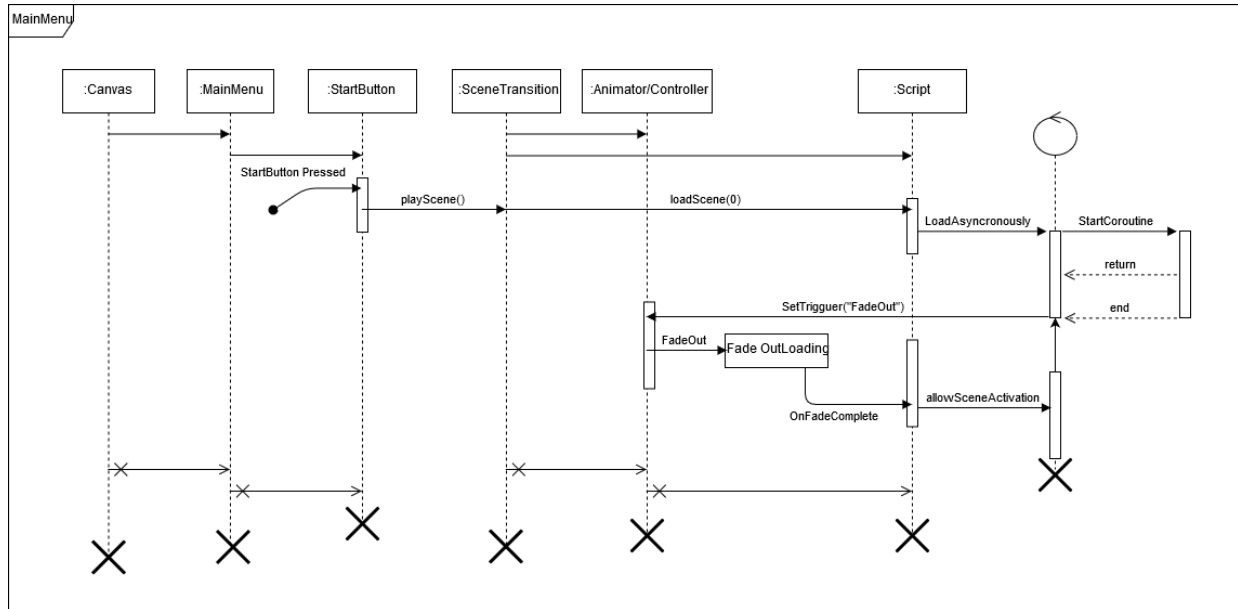 MainMenu
:Canvas
:MainMenu
:StartButton
:SceneTransition
:Animator/Controller
:Script
StartButton Pressed
playScene()
loadScene(0)
LoadAsyncronously
StartCoroutine
return
SetTrigguer("FadeOut")
end
FadeOut
Fade OutLoading
allowSceneActivation
OnFadeComplete